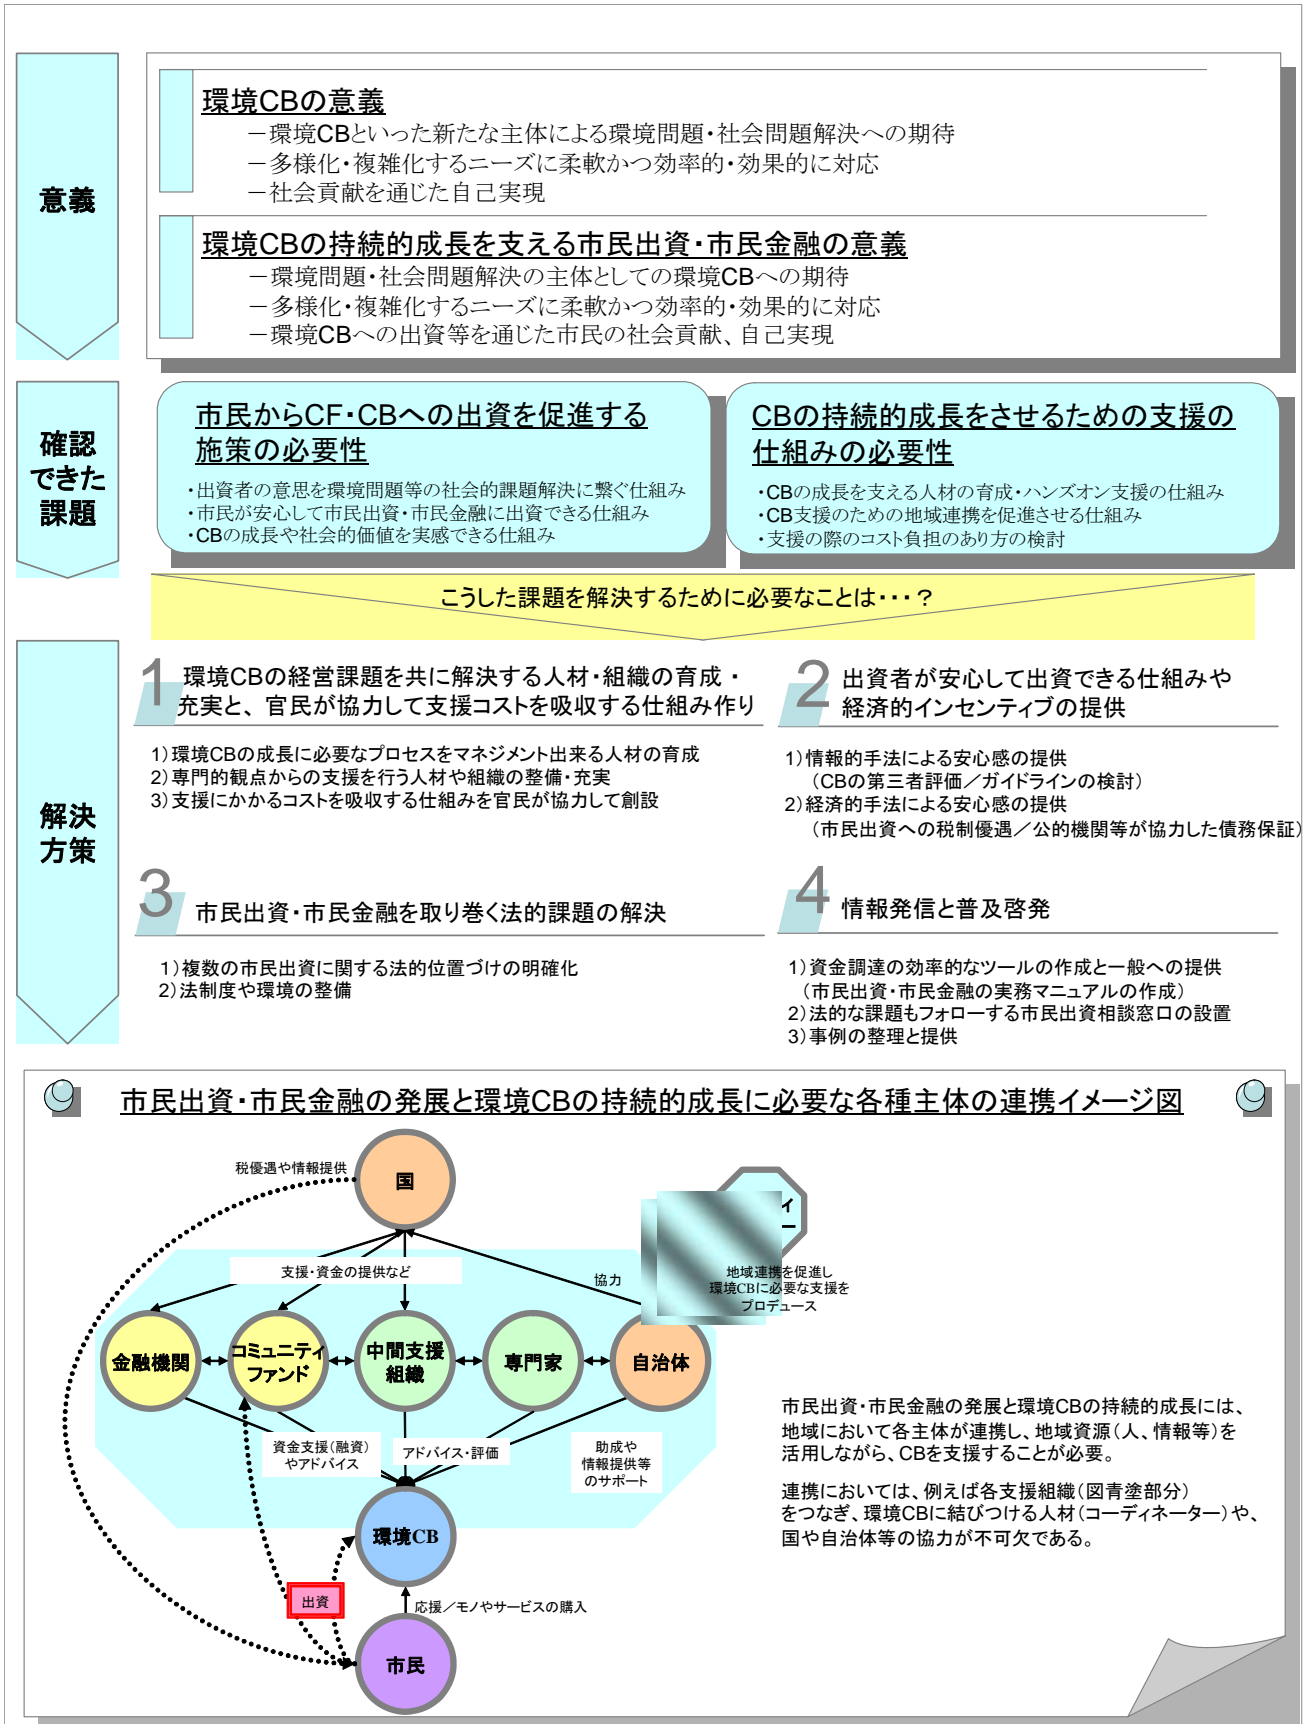 意義
環境CBの意義
－環境CBといった新たな主体による環境問題・社会問題解決への期待
－多様化・複雑化するニーズに柔軟かつ効率的・効果的に対応
－社会貢献を通じた自己実現
環境CBの持続的成長を支える市民出資・市民金融の意義
－環境問題・社会問題解決の主体としての環境CBへの期待
－多様化・複雑化するニーズに柔軟かつ効率的・効果的に対応
－環境CBへの出資等を通じた市民の社会貢献、自己実現
確認
できた
課題
市民からCF・CBへの出資を促進する
施策の必要性
・出資者の意思を環境問題等の社会的課題解決に繋ぐ仕組み
・市民が安心して市民出資・市民金融に出資できる仕組み
・CBの成長や社会的価値を実感できる仕組み
CBの持続的成長をさせるための支援の
仕組みの必要性
・CBの成長を支える人材の育成・ハンズオン支援の仕組み
・CB支援のための地域連携を促進させる仕組み
・支援の際のコスト負担のあり方の検討
こうした課題を解決するために必要なことは・・・？
解決
方策
1
環境CBの経営課題を共に解決する人材・組織の育成・
充実と、官民が協力して支援コストを吸収する仕組み作り
1）環境CBの成長に必要なプロセスをマネジメント出来る人材の育成
2）専門的観点からの支援を行う人材や組織の整備・充実
3）支援にかかるコストを吸収する仕組みを官民が協力して創設
2
出資者が安心して出資できる仕組みや
経済的インセンティブの提供
1）情報的手法による安心感の提供
（CBの第三者評価／ガイドラインの検討）
2）経済的手法による安心感の提供
（市民出資への税制優遇／公的機関等が協力した債務保証）
3
市民出資・市民金融を取り巻く法的課題の解決
1）複数の市民出資に関する法的位置づけの明確化
2）法制度や環境の整備
4
情報発信と普及啓発
1）資金調達の効率的なツールの作成と一般への提供
（市民出資・市民金融の実務マニュアルの作成）
2）法的な課題もフォローする市民出資相談窓口の設置
3）事例の整理と提供
市民出資・市民金融の発展と環境CBの持続的成長に必要な各種主体の連携イメージ図
税優遇や情報提供
国
ィ
ー
支援・資金の提供など
協力
地域連携を促進し
環境CBに必要な支援を
プロデュース
金融機関
コミュニティ
ファンド
中間支援
組織
専門家
自治体
資金支援（融資）
やアドバイス
アドバイス・評価
助成や
情報提供等
のサポート
環境CB
出資
応援／モノやサービスの購入
市民
市民出資・市民金融の発展と環境CBの持続的成長には、
地域において各主体が連携し、地域資源（人、情報等）を
活用しながら、CBを支援することが必要。
連携においては、例えば各支援組織（図青塗部分）
をつなぎ、環境CBに結びつける人材（コーディネーター）や、
国や自治体等の協力が不可欠である。